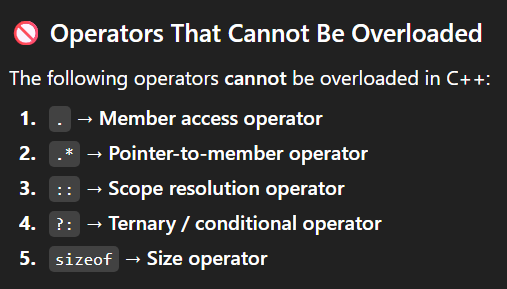 🚫 Operators That Cannot Be Overloaded
The following operators cannot be overloaded in C++:
1. . → Member access operator
2. .* → Pointer-to-member operator
3. :: → Scope resolution operator
4. ?: → Ternary / conditional operator
5. sizeof → Size operator